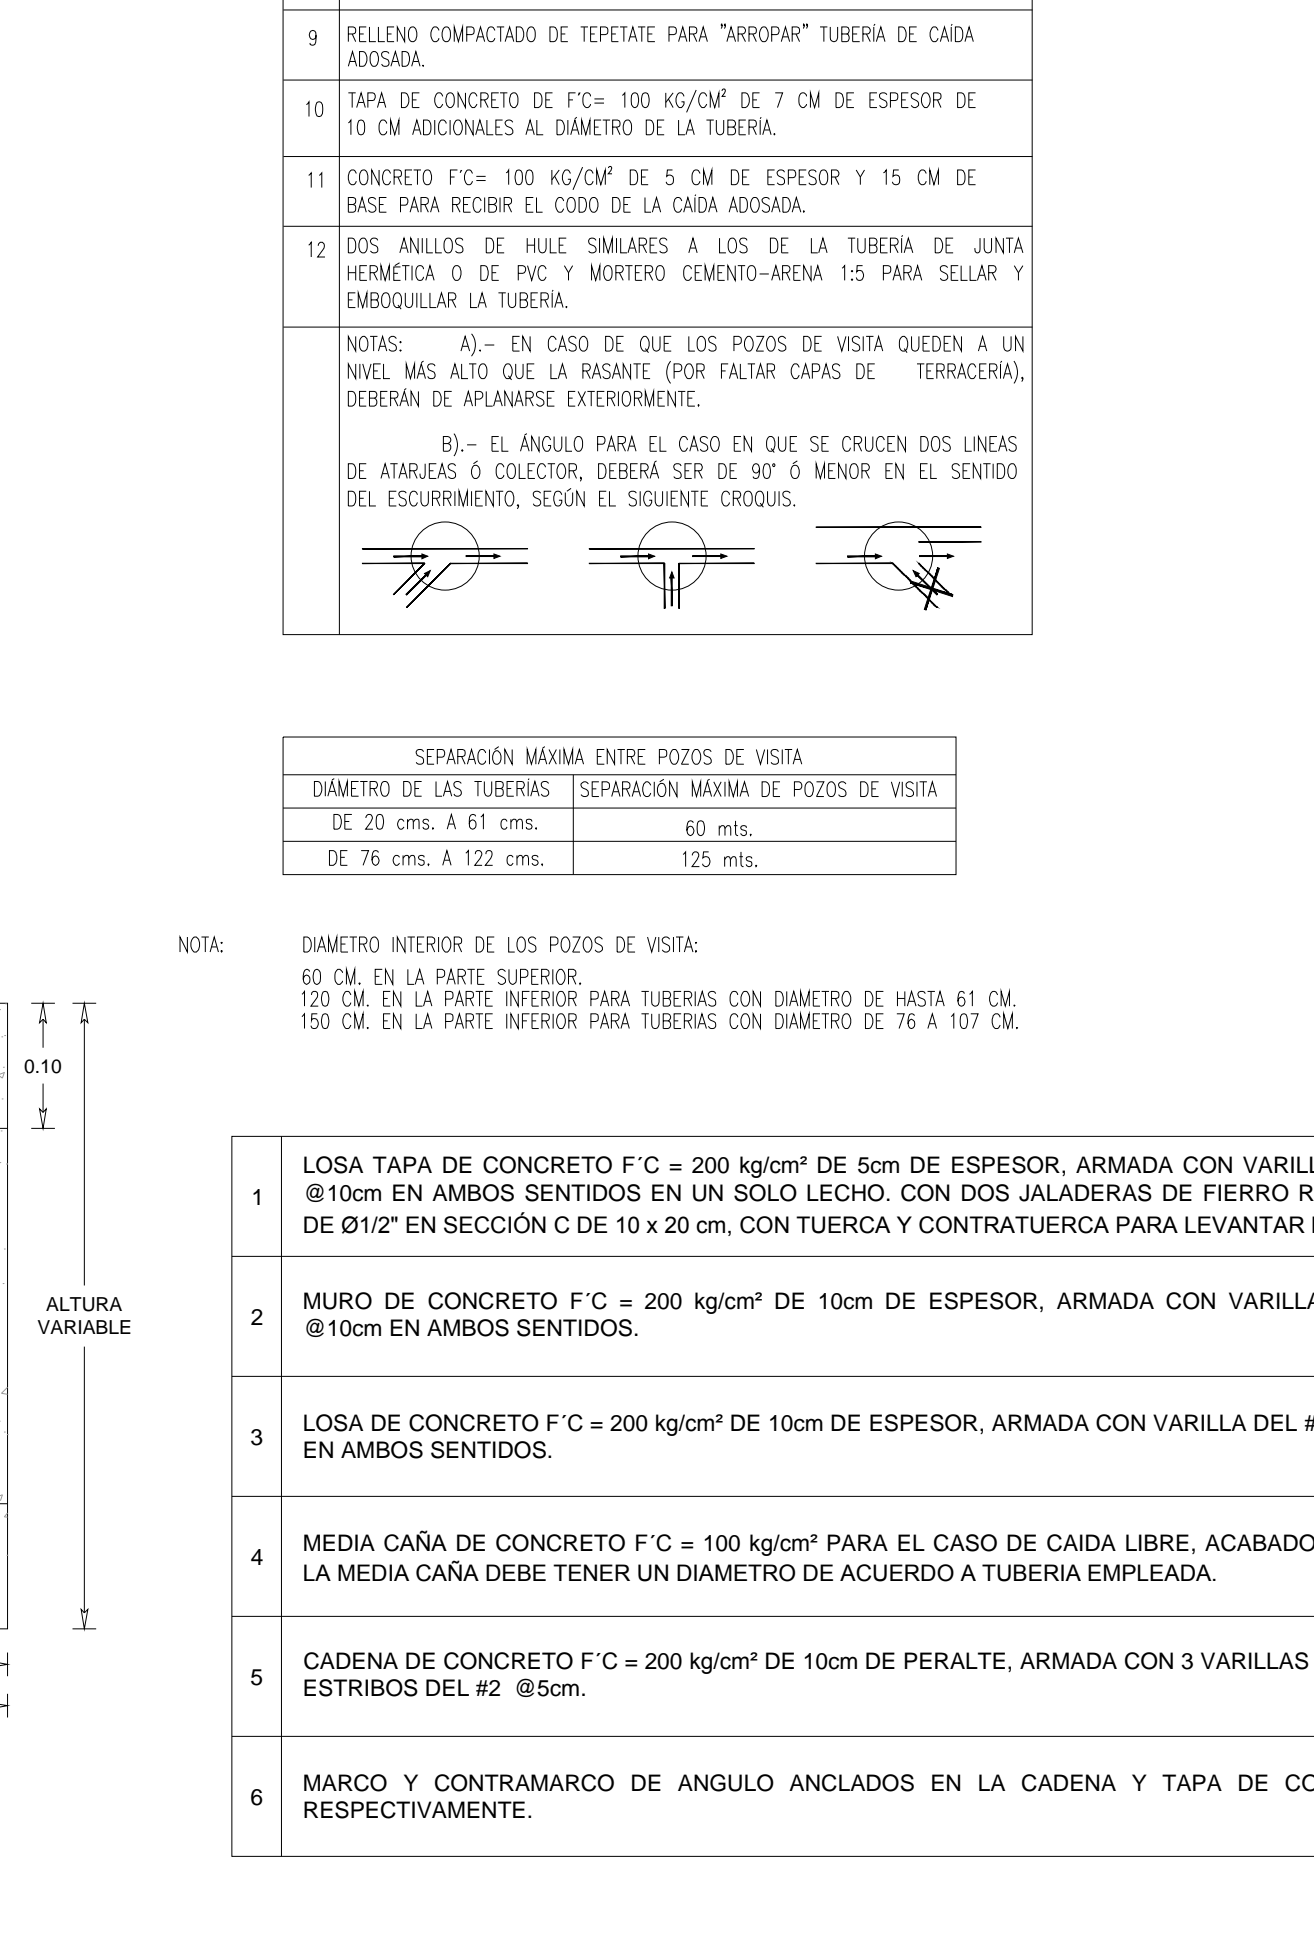 9 RELLENO COMPACTADO DE TEPETATE PARA "ARROPAR" TUBERÍA DE CAÍDA
ADOSADA.
10 TAPA DE CONCRETO DE F´C= 100 KG/CM² DE 7 CM DE ESPESOR DE
10 CM ADICIONALES AL DIÁMETRO DE LA TUBERÍA.
11 CONCRETO F´C= 100 KG/CM² DE 5 CM DE ESPESOR Y 15 CM DE
BASE PARA RECIBIR EL CODO DE LA CAÍDA ADOSADA.
12 DOS ANILLOS DE HULE SIMILARES A LOS DE LA TUBERÍA DE JUNTA
HERMÉTICA O DE PVC Y MORTERO CEMENTO-ARENA 1:5 PARA SELLAR Y
EMBOQUILLAR LA TUBERÍA.
NOTAS: A).- EN CASO DE QUE LOS POZOS DE VISITA QUEDEN A UN
NIVEL MÁS ALTO QUE LA RASANTE (POR FALTAR CAPAS DE TERRACERÍA),
DEBERÁN DE APLANARSE EXTERIORMENTE.
B).- EL ÁNGULO PARA EL CASO EN QUE SE CRUCEN DOS LINEAS
DE ATARJEAS Ó COLECTOR, DEBERÁ SER DE 90° Ó MENOR EN EL SENTIDO
DEL ESCURRIMIENTO, SEGÚN EL SIGUIENTE CROQUIS.
SEPARACIÓN MÁXIMA ENTRE POZOS DE VISITA
DIÁMETRO DE LAS TUBERÍAS SEPARACIÓN MÁXIMA DE POZOS DE VISITA
DE 20 cms. A 61 cms. 60 mts.
DE 76 cms. A 122 cms. 125 mts.
NOTA: DIAMETRO INTERIOR DE LOS POZOS DE VISITA:
60 CM. EN LA PARTE SUPERIOR.
120 CM. EN LA PARTE INFERIOR PARA TUBERIAS CON DIAMETRO DE HASTA 61 CM.
150 CM. EN LA PARTE INFERIOR PARA TUBERIAS CON DIAMETRO DE 76 A 107 CM.
0.10
ALTURA
VARIABLE
1 LOSA TAPA DE CONCRETO F´C = 200 kg/cm² DE 5cm DE ESPESOR, ARMADA CON
@10cm EN AMBOS SENTIDOS EN UN SOLO LECHO. CON DOS JALADERAS DE FIERRO
DE Ø1/2" EN SECCIÓN C DE 10 x 20 cm, CON TUERCA Y CONTRATUERCA PARA LEVANTAR
2 MURO DE CONCRETO F´C = 200 kg/cm² DE 10cm DE ESPESOR, ARMADA CON VARILLA
@10cm EN AMBOS SENTIDOS.
3 LOSA DE CONCRETO F´C = 200 kg/cm² DE 10cm DE ESPESOR, ARMADA CON VARILLA DEL #
EN AMBOS SENTIDOS.
4 MEDIA CAÑA DE CONCRETO F´C = 100 kg/cm² PARA EL CASO DE CAIDA LIBRE, ACABADO
LA MEDIA CAÑA DEBE TENER UN DIAMETRO DE ACUERDO A TUBERIA EMPLEADA.
5 CADENA DE CONCRETO F´C = 200 kg/cm² DE 10cm DE PERALTE, ARMADA CON 3 VARILLAS
ESTRIBOS DEL #2 @5cm.
6 MARCO Y CONTRAMARCO DE ANGULO ANCLADOS EN LA CADENA Y TAPA DE
RESPECTIVAMENTE.